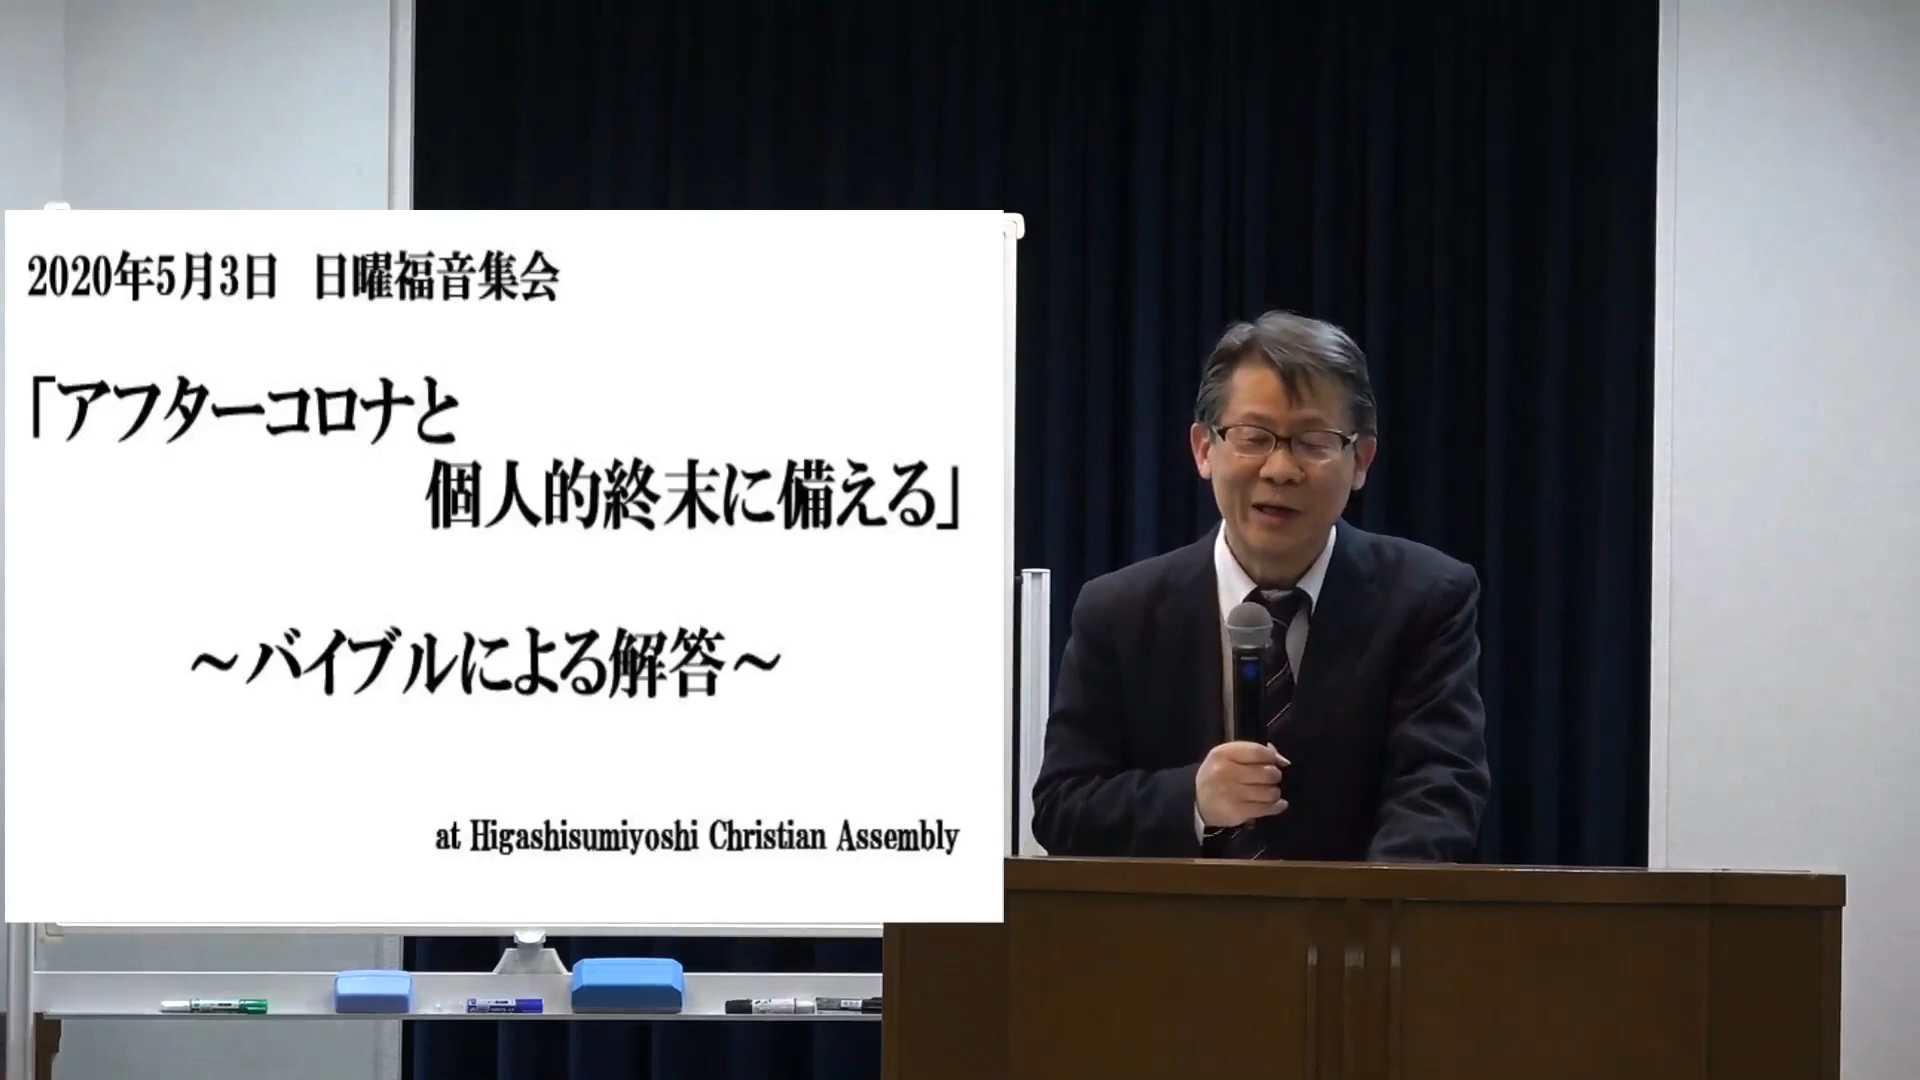 2020年5月3日　日曜福音集会
「アフターコロナと
個人的終末に備える」
～バイブルによる解答～
at Higashisumiyoshi Christian Assembly